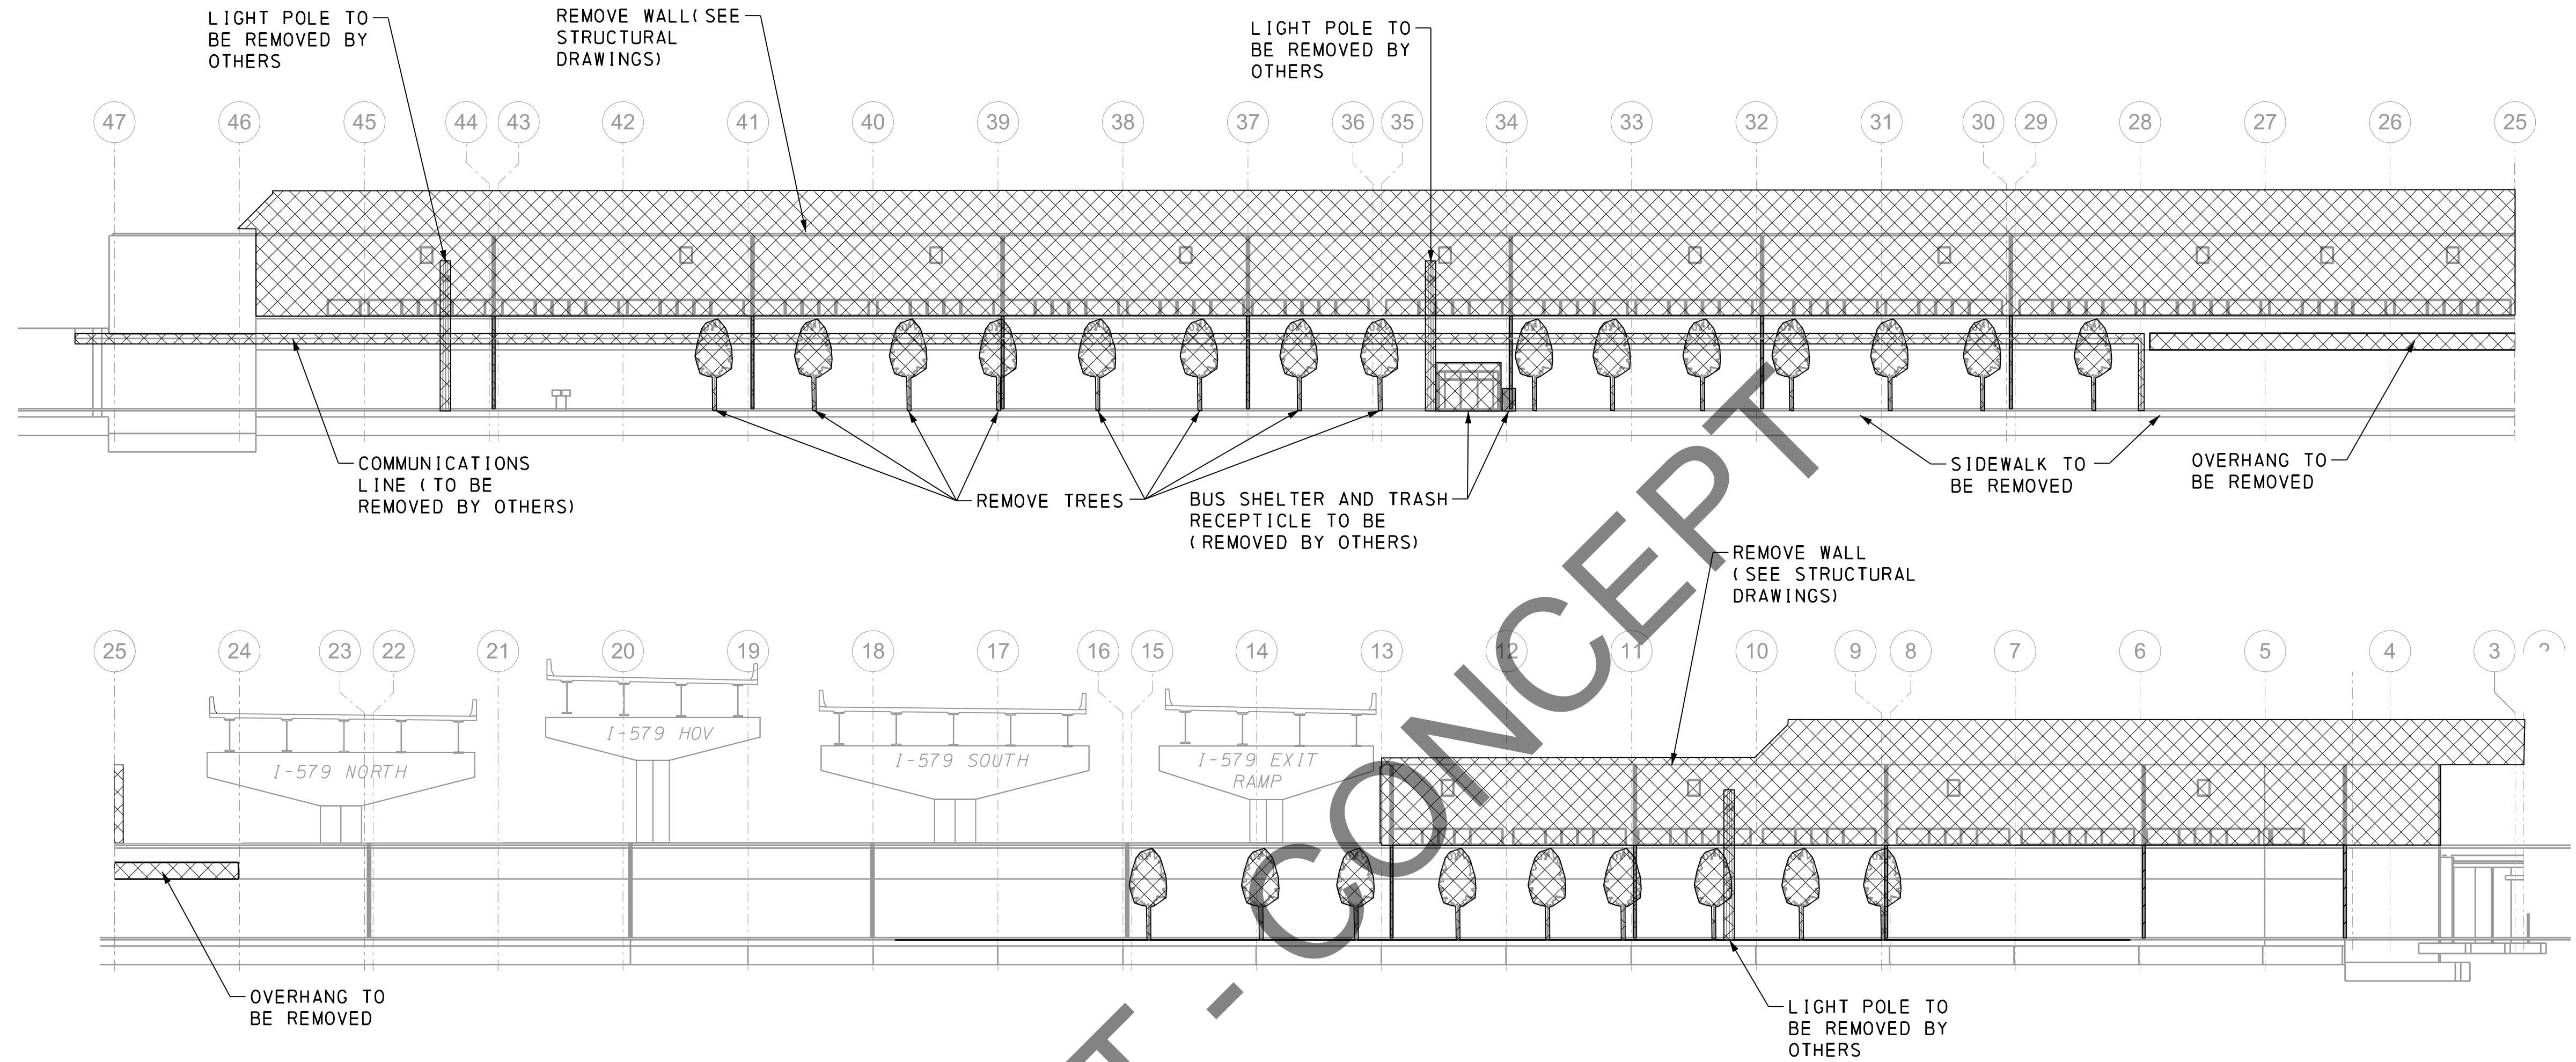 LIGHT POLE TO
BE REMOVED BY
OTHERS
REMOVE WALL(SEE
STRUCTURAL
DRAWINGS)
LIGHT POLE TO
BE REMOVED BY
OTHERS
47 46 45 44 43 42 41 40 39 38 37 36 35 34 33 32 31 30 29 28 27 26 25
COMMUNICATIONS
LINE (TO BE
REMOVED BY OTHERS)
REMOVE TREES
BUS SHELTER AND TRASH
RECEPTICLE TO BE
(REMOVED BY OTHERS)
SIDEWALK TO
BE REMOVED
OVERHANG TO
BE REMOVED
REMOVE WALL
(SEE STRUCTURAL
DRAWINGS)
25 24 23 22 21 20 19 18 17 16 15 14 13 12 11 10 9 8 7 6 5 4 3
I-579 NORTH
I-579 HOV
I-579 SOUTH
I-579 EXIT
RAMP
OVERHANG TO
BE REMOVED
LIGHT POLE TO
BE REMOVED BY
OTHERS
T - CONCEPT